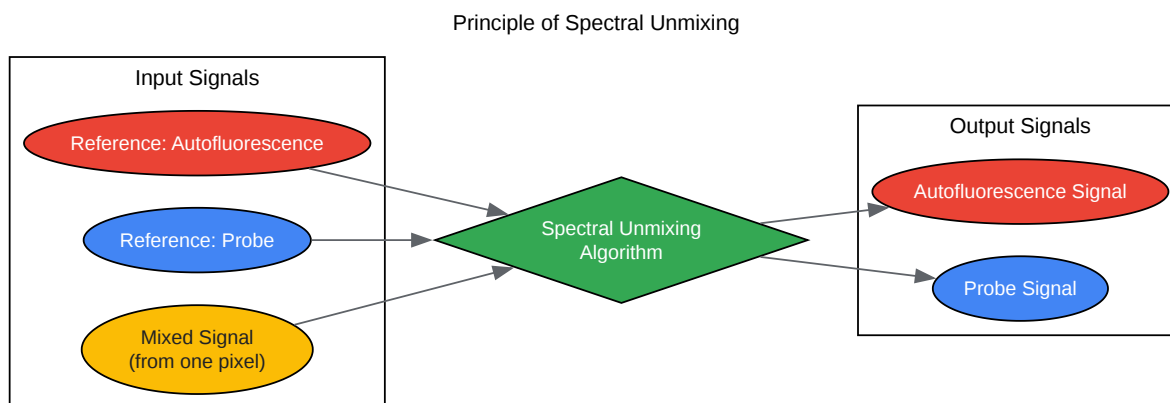 Principle of Spectral Unmixing
Input Signals
Reference: Autofluorescence
Reference: Probe
Mixed Signal
(from one pixel)
Spectral Unmixing
Algorithm
Output Signals
Autofluorescence Signal
Probe Signal